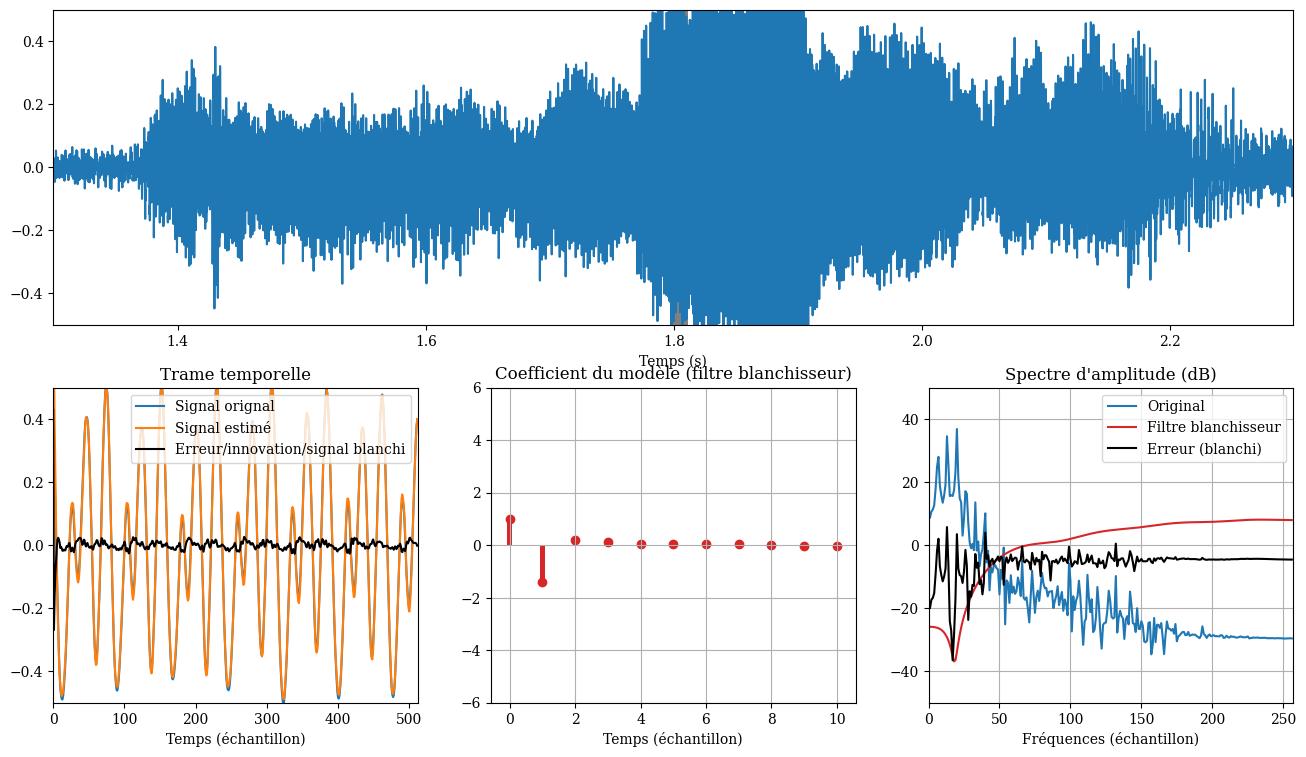 0.4
0.2
0.0
−0.2
−0.4
1.4 1.6 1.8 2.0 2.2
Temps (s)
Trame temporelle
Signal orignal
Signal estimé
Erreur/innovation/signal blanchi
0.4
0.2
0.0
−0.2
−0.4
0 100 200 300 400 500
Temps (échantillon)
Coefficient du modèle (filtre blanchisseur)
6
4
2
0
−2
−4
−6
0 2 4 6 8 10
Temps (échantillon)
Spectre d'amplitude (dB)
Original
Filtre blanchisseur
Erreur (blanchi)
40
20
0
−20
−40
0 50 100 150 200 250
Fréquences (échantillon)